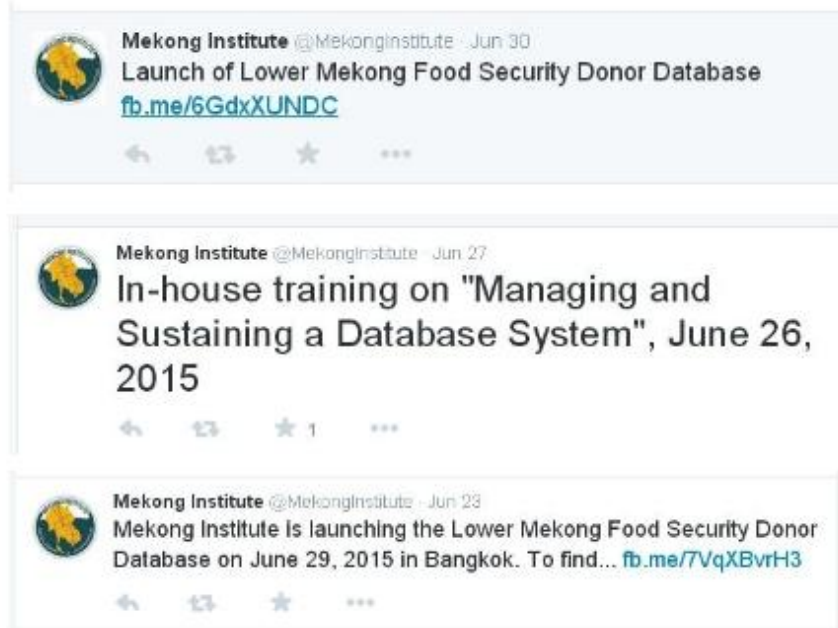 Mekong Institute @MekongInstitute · Jun 30
Launch of Lower Mekong Food Security Donor Database
fb.me/6GdxXUNDC
Mekong Institute @MekongInstitute · Jun 27
In-house training on "Managing and
Sustaining a Database System", June 26,
2015
1
Mekong Institute @MekongInstitute · Jun 23
Mekong Institute is launching the Lower Mekong Food Security Donor
Database on June 29, 2015 in Bangkok. To find... fb.me/7VqXBvrH3